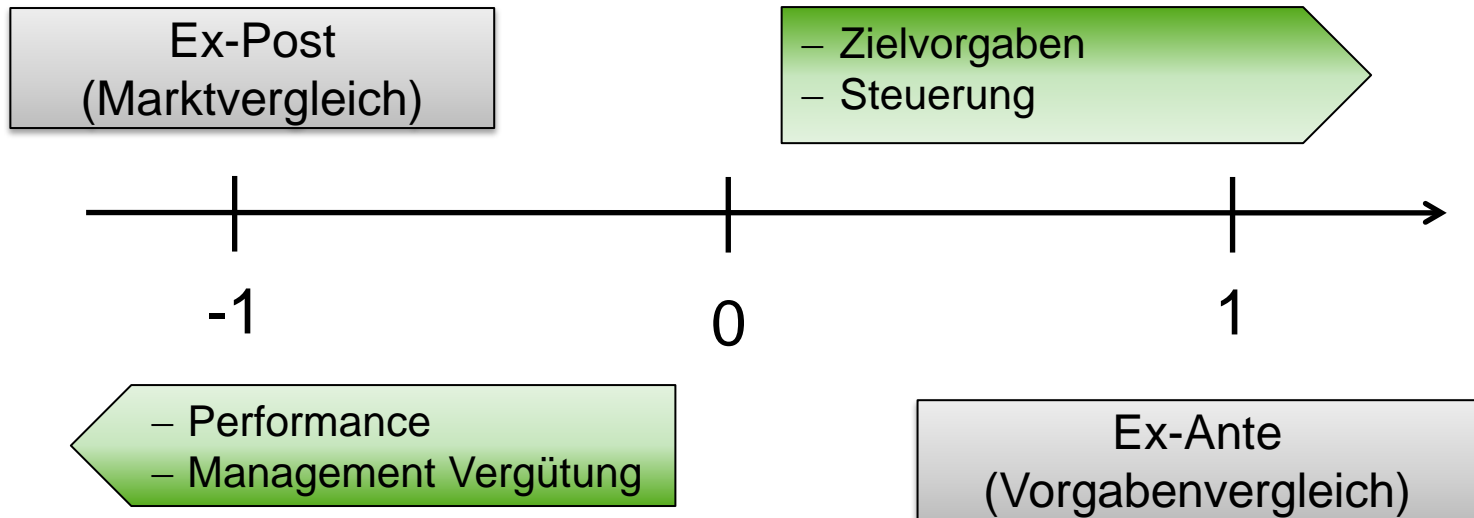 Ex-Post
(Marktvergleich)
– Zielvorgaben
– Steuerung
-1
0
1
– Performance
– Management Vergütung
Ex-Ante
(Vorgabenvergleich)